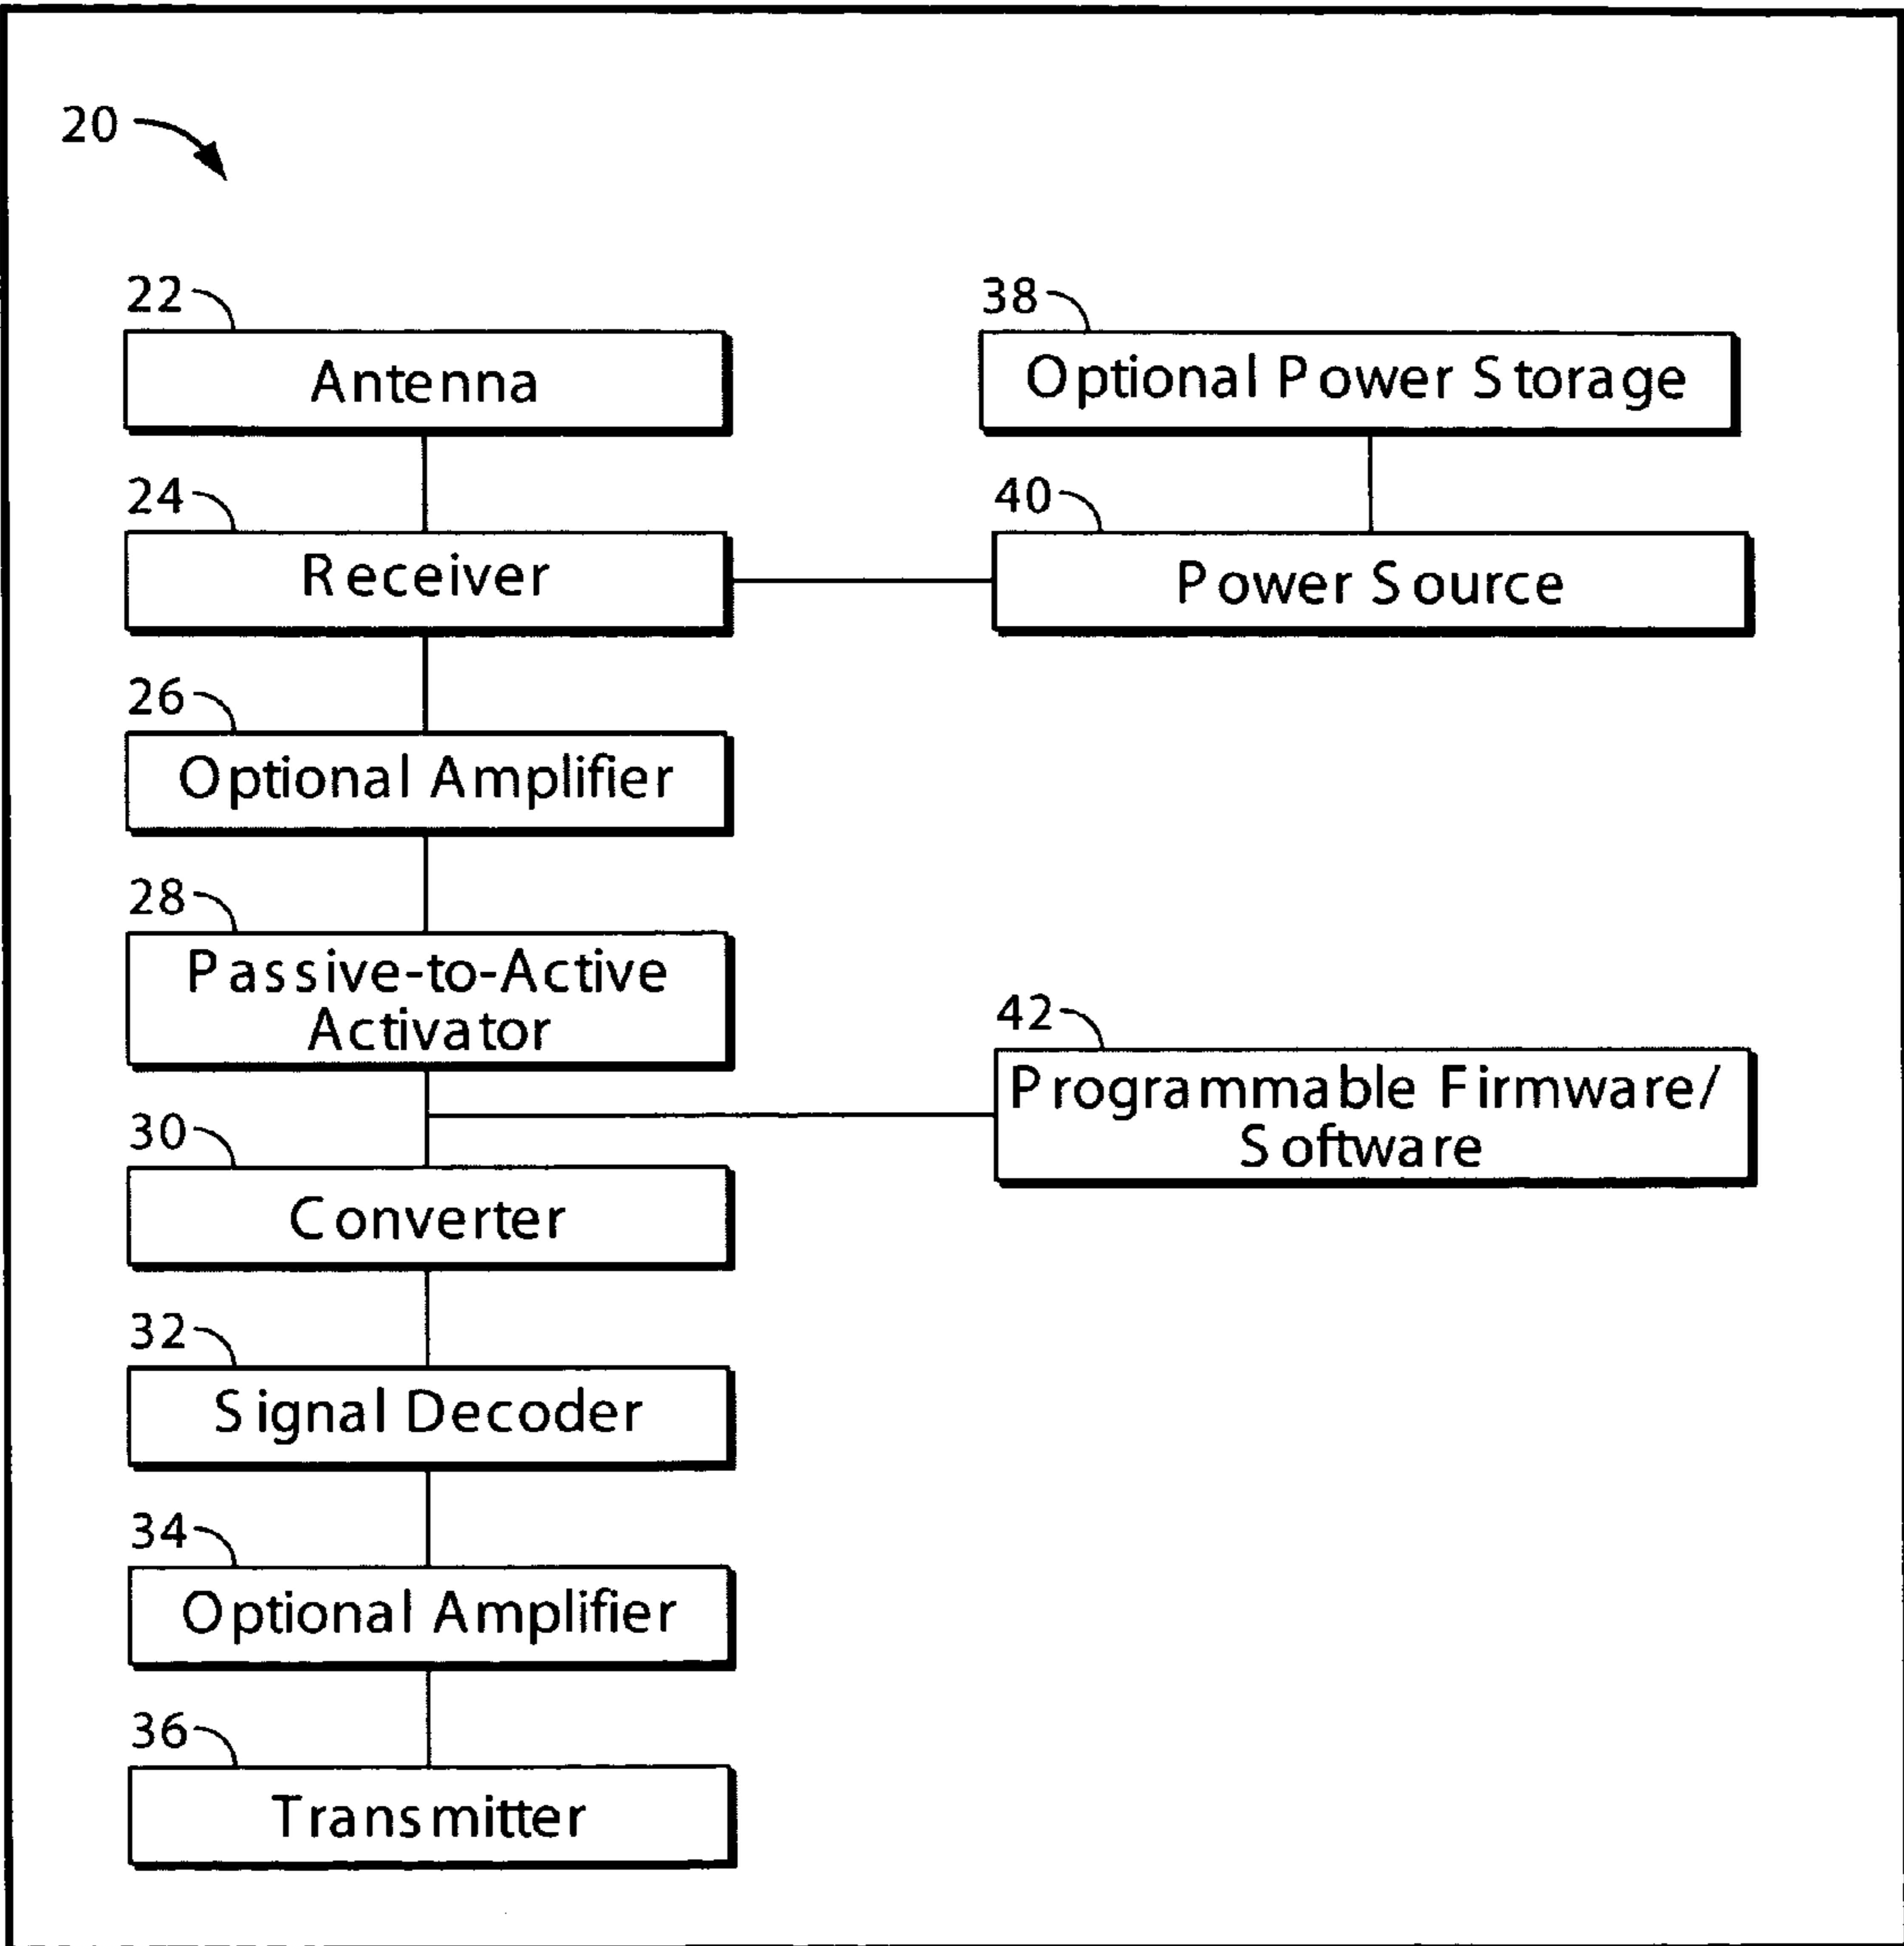 20
22
Antenna
38
Optional Power Storage
24
Receiver
40
Power Source
26
Optional Amplifier
28
Passive-to-Active
Activator
42
Programmable Firmware/
Software
30
Converter
32
Signal Decoder
34
Optional Amplifier
36
Transmitter